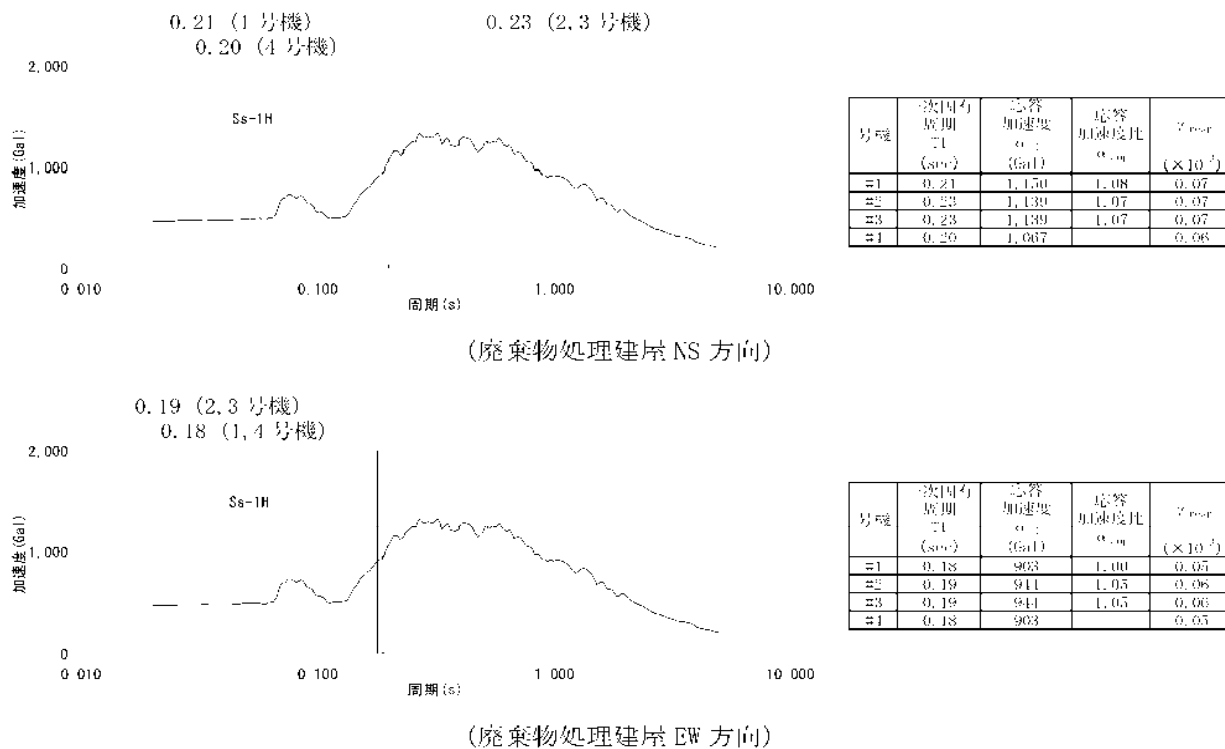 0.21 (1 号機)
0.23 (2,3 号機)
0.20 (4 号機)
2,000
1,000
0
加速度(Gal)
Ss-1H
0.010
0.100
1.000
10.000
周期(s)
号機 一次固有周期 T1 (sec) 応答加速度 (Gal) 応答加速度比
#1 0.21 1,150 1.08 0.07
#2 0.23 1,139 1.07 0.07
#3 0.23 1,139 1.07 0.07
#4 0.20 1,067 0.06
(廃棄物処理建屋 NS 方向)
0.19 (2,3 号機)
0.18 (1,4 号機)
2,000
1,000
0
加速度(Gal)
Ss-1H
0.010
0.100
1.000
10.000
周期(s)
号機 一次固有周期 T1 (sec) 応答加速度 (Gal) 応答加速度比
#1 0.18 903 1.00 0.05
#2 0.19 944 1.05 0.06
#3 0.19 944 1.05 0.06
#4 0.18 903 0.05
(廃棄物処理建屋 EW 方向)